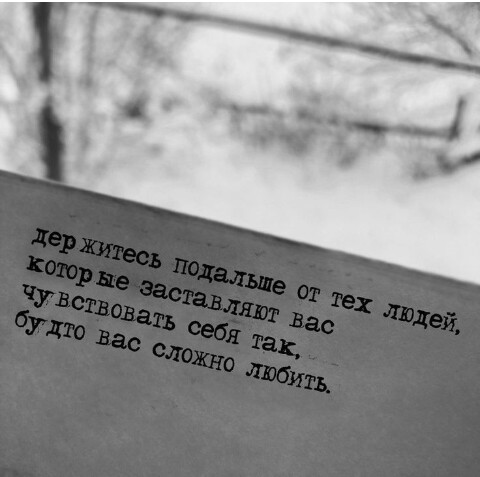 держитесь подальше от тех людей,
которые заставляют вас
чувствовать себя так,
будто вас сложно любить.